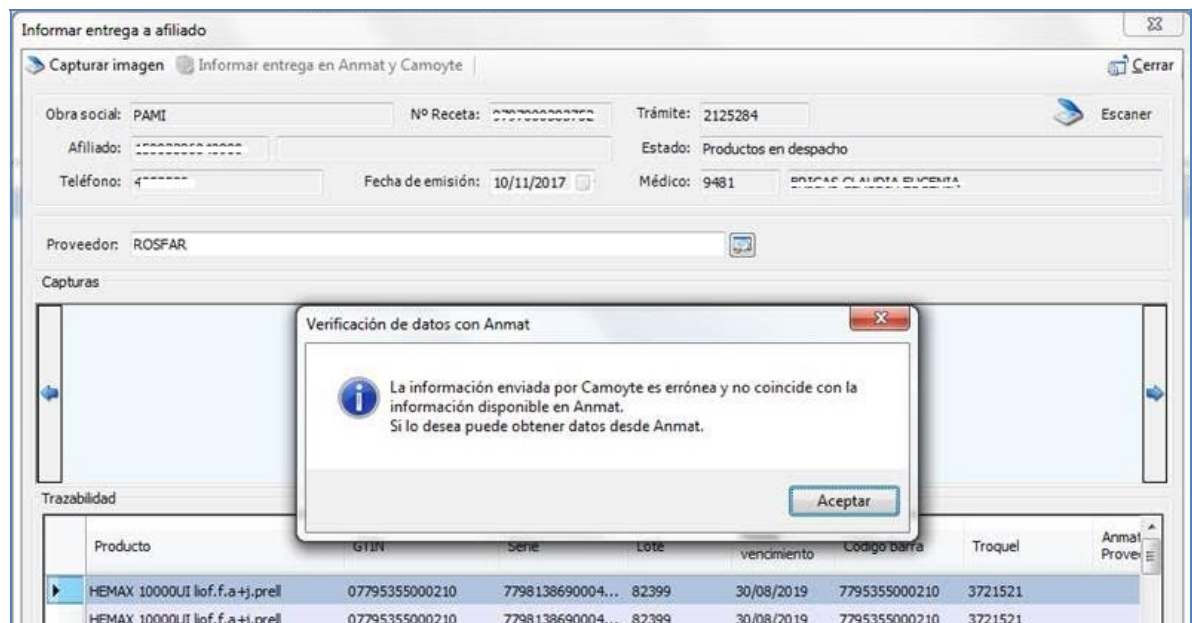 Informar entrega a afiliado
Capturar imagen Informar entrega en Anmat y Camoyte Cerrar
Obra social: PAMI Nº Receta: Trámite: 2125284 Escaner
Afiliado: Estado: Productos en despacho
Teléfono: Fecha de emisión: 10/11/2017 Médico: 9481
Proveedor: ROSFAR
Capturas
Verificación de datos con Anmat
La información enviada por Camoyte es errónea y no coincide con la
información disponible en Anmat.
Si lo desea puede obtener datos desde Anmat.
Aceptar
Trazabilidad
Producto GTIN Serie Lote vencimiento Codigo barra Troquel Anmat
HEMAX 10000UI liof.f.a+j.prell 07795355000210 7798138690004... 82399 30/08/2019 7795355000210 3721521
HEMAX 10000UI liof.f.a+j.prell 07795355000210 7798138690004... 82399 30/08/2019 7795355000210 3721521